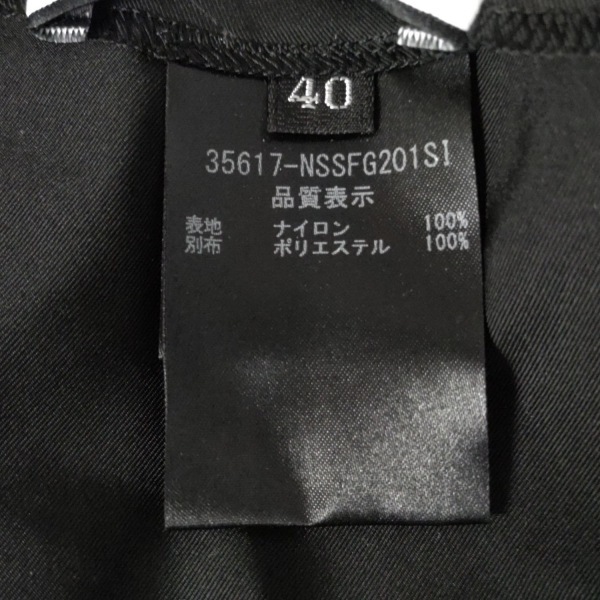 40
35617-NSSFG201SI
品質表示
表地 ナイロン 100%
別布 ポリエステル 100%